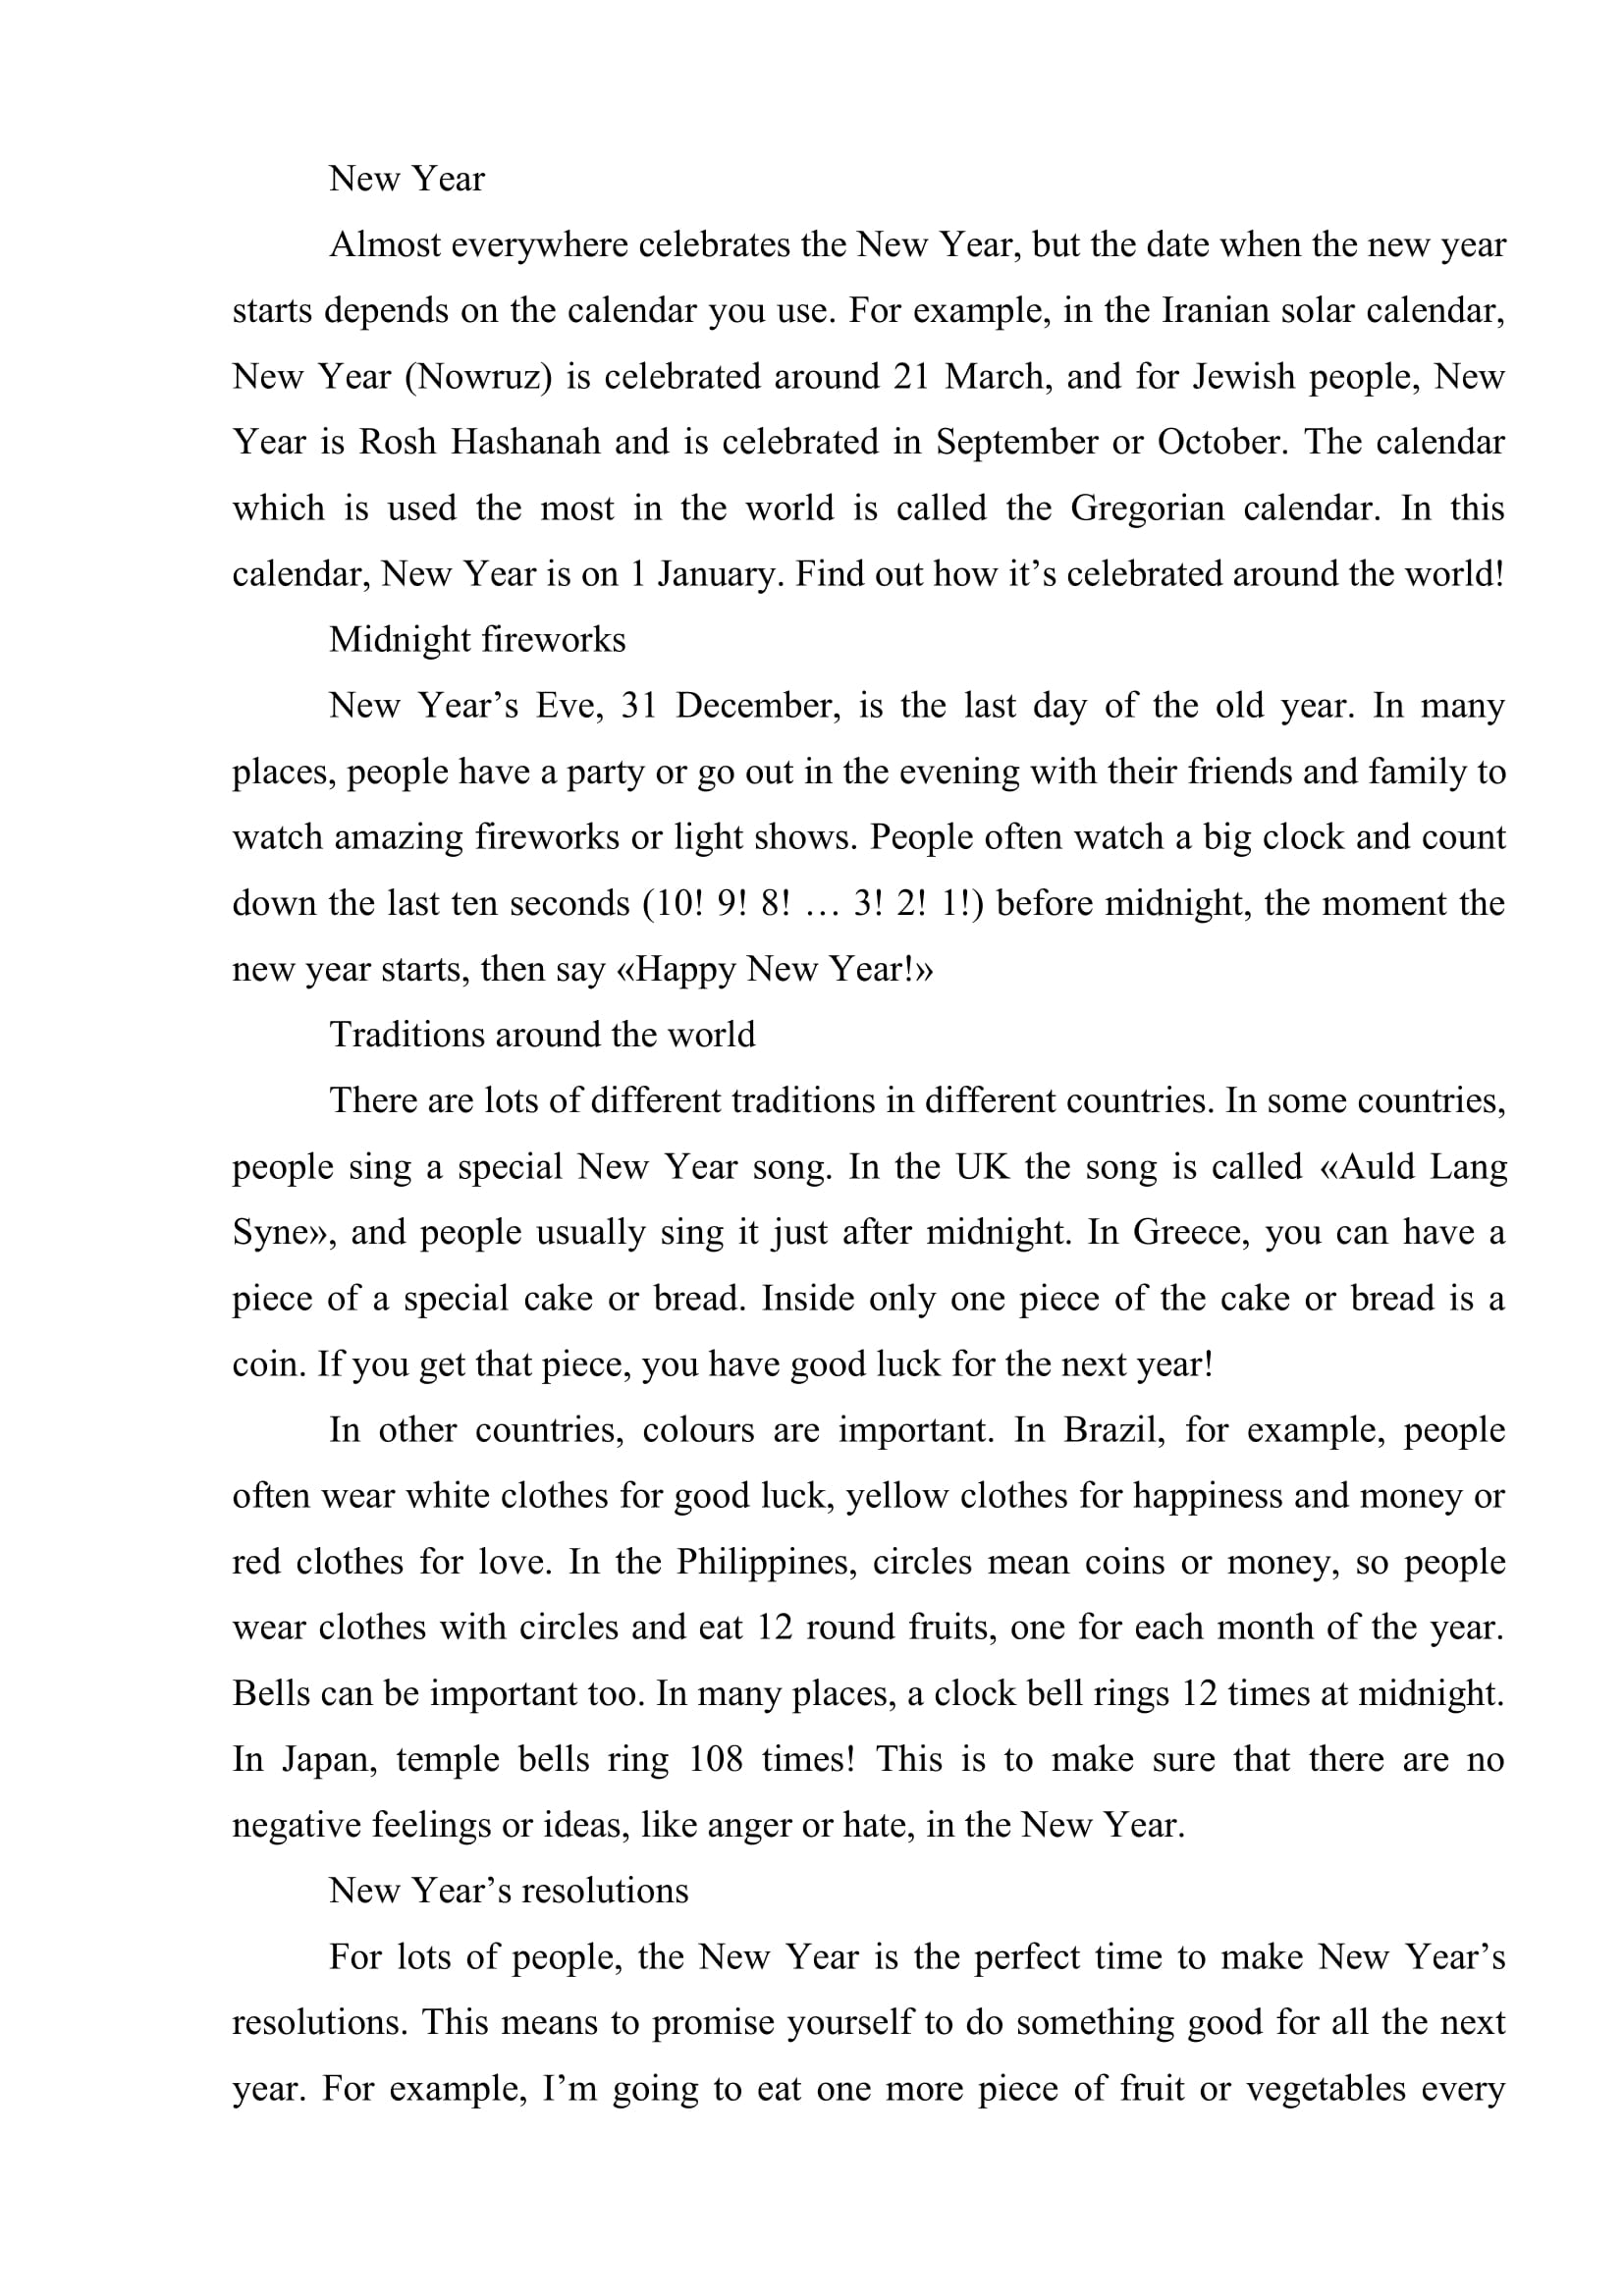 New Year
Almost everywhere celebrates the New Year, but the date when the new year
starts depends on the calendar you use. For example, in the Iranian solar calendar,
New Year (Nowruz) is celebrated around 21 March, and for Jewish people, New
Year is Rosh Hashanah and is celebrated in September or October. The calendar
which is used the most in the world is called the Gregorian calendar. In this
calendar, New Year is on 1 January. Find out how it’s celebrated around the world!
Midnight fireworks
New Year’s Eve, 31 December, is the last day of the old year. In many
places, people have a party or go out in the evening with their friends and family to
watch amazing fireworks or light shows. People often watch a big clock and count
down the last ten seconds (10! 9! 8! … 3! 2! 1!) before midnight, the moment the
new year starts, then say «Happy New Year!»
Traditions around the world
There are lots of different traditions in different countries. In some countries,
people sing a special New Year song. In the UK the song is called «Auld Lang
Syne», and people usually sing it just after midnight. In Greece, you can have a
piece of a special cake or bread. Inside only one piece of the cake or bread is a
coin. If you get that piece, you have good luck for the next year!
In other countries, colours are important. In Brazil, for example, people
often wear white clothes for good luck, yellow clothes for happiness and money or
red clothes for love. In the Philippines, circles mean coins or money, so people
wear clothes with circles and eat 12 round fruits, one for each month of the year.
Bells can be important too. In many places, a clock bell rings 12 times at midnight.
In Japan, temple bells ring 108 times! This is to make sure that there are no
negative feelings or ideas, like anger or hate, in the New Year.
New Year’s resolutions
For lots of people, the New Year is the perfect time to make New Year’s
resolutions. This means to promise yourself to do something good for all the next
year. For example, I’m going to eat one more piece of fruit or vegetables every